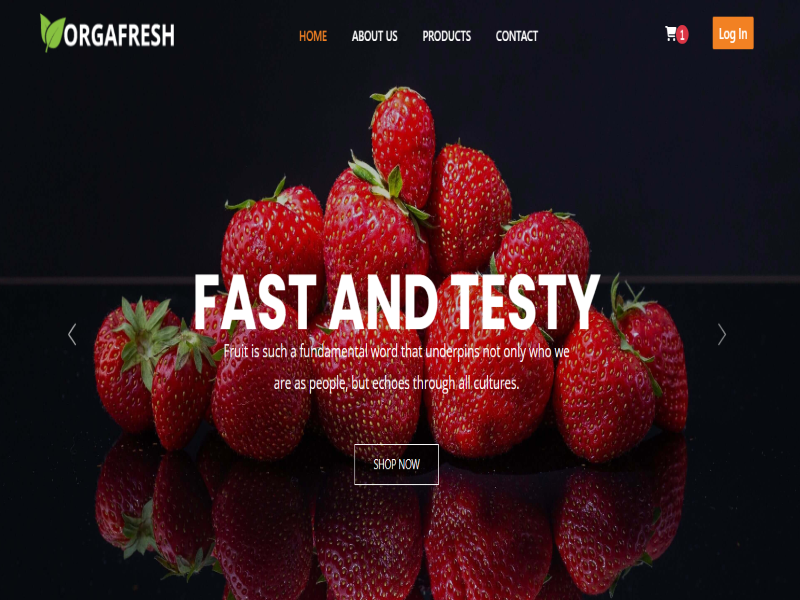 ORGAFRESH
HOME ABOUT US PRODUCTS CONTACT 1 Log In
FAST AND TESTY
Fruit is such a fundamental word that underpins not only who we
are as people, but echoes through all cultures.
SHOP NOW